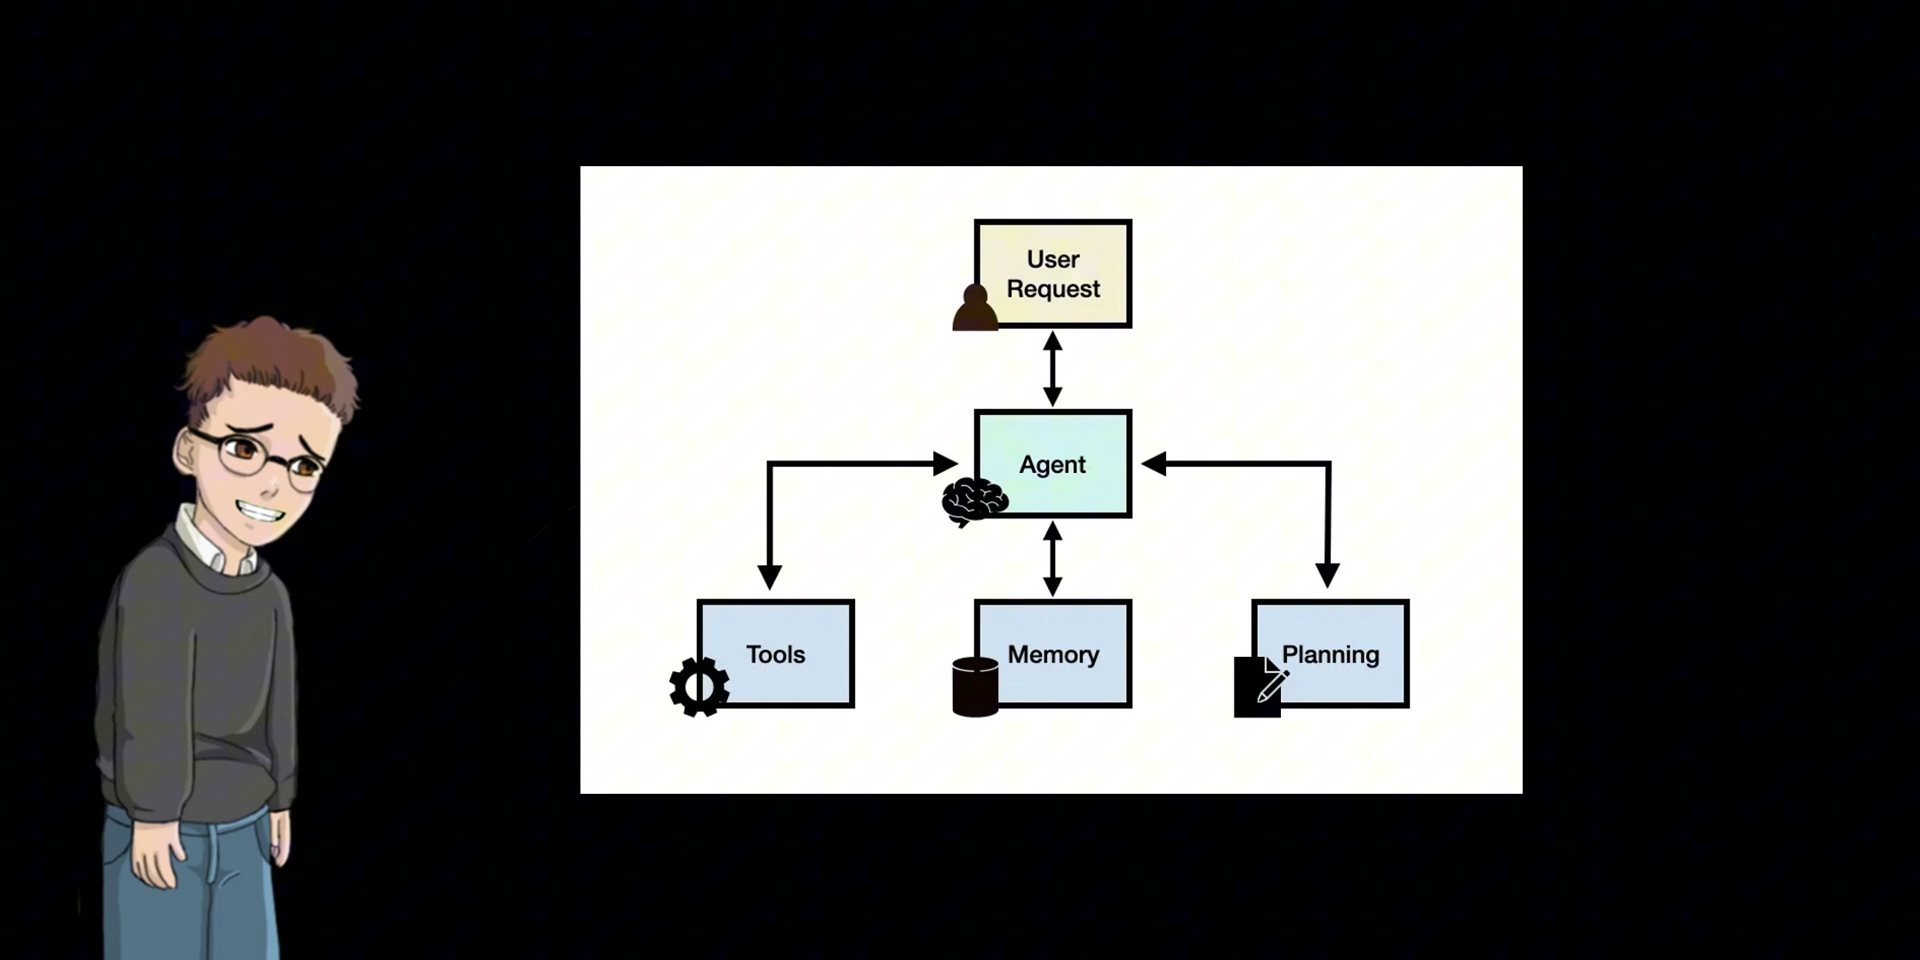 User
Request
Agent
Tools
Memory
Planning